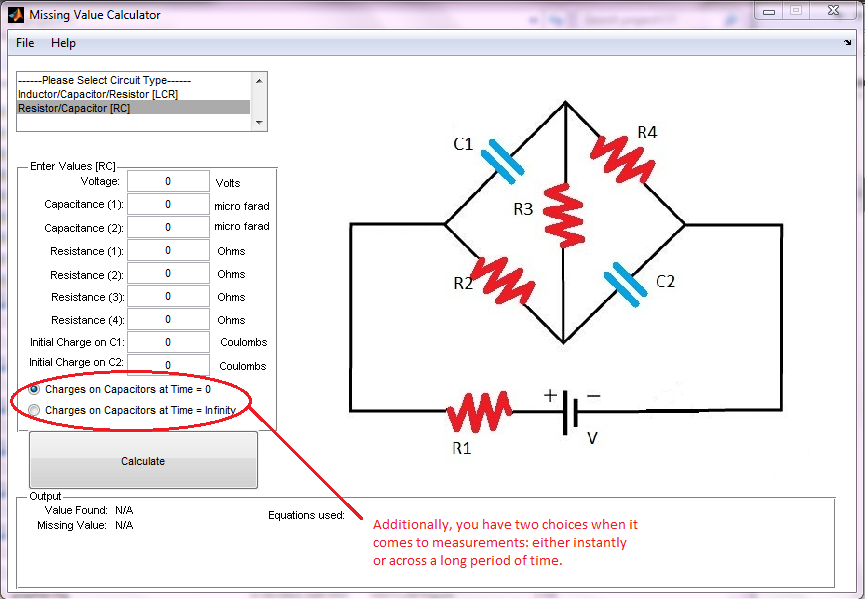 Missing Value Calculator
File Help
------Please Select Circuit Type------
Inductor/Capacitor/Resistor [LCR]
Resistor/Capacitor [RC]
Enter Values [RC]
Voltage: 0 Volts
Capacitance (1): 0 micro farad
Capacitance (2): 0 micro farad
Resistance (1): 0 Ohms
Resistance (2): 0 Ohms
Resistance (3): 0 Ohms
Resistance (4): 0 Ohms
Initial Charge on C1: 0 Coulombs
Initial Charge on C2: 0 Coulombs
Charges on Capacitors at Time = 0
Charges on Capacitors at Time = Infinity
Calculate
C1
R4
R3
R2
C2
+ −
R1
V
Output
Value Found: N/A
Missing Value: N/A
Equations used:
Additionally, you have two choices when it
comes to measurements: either instantly
or across a long period of time.